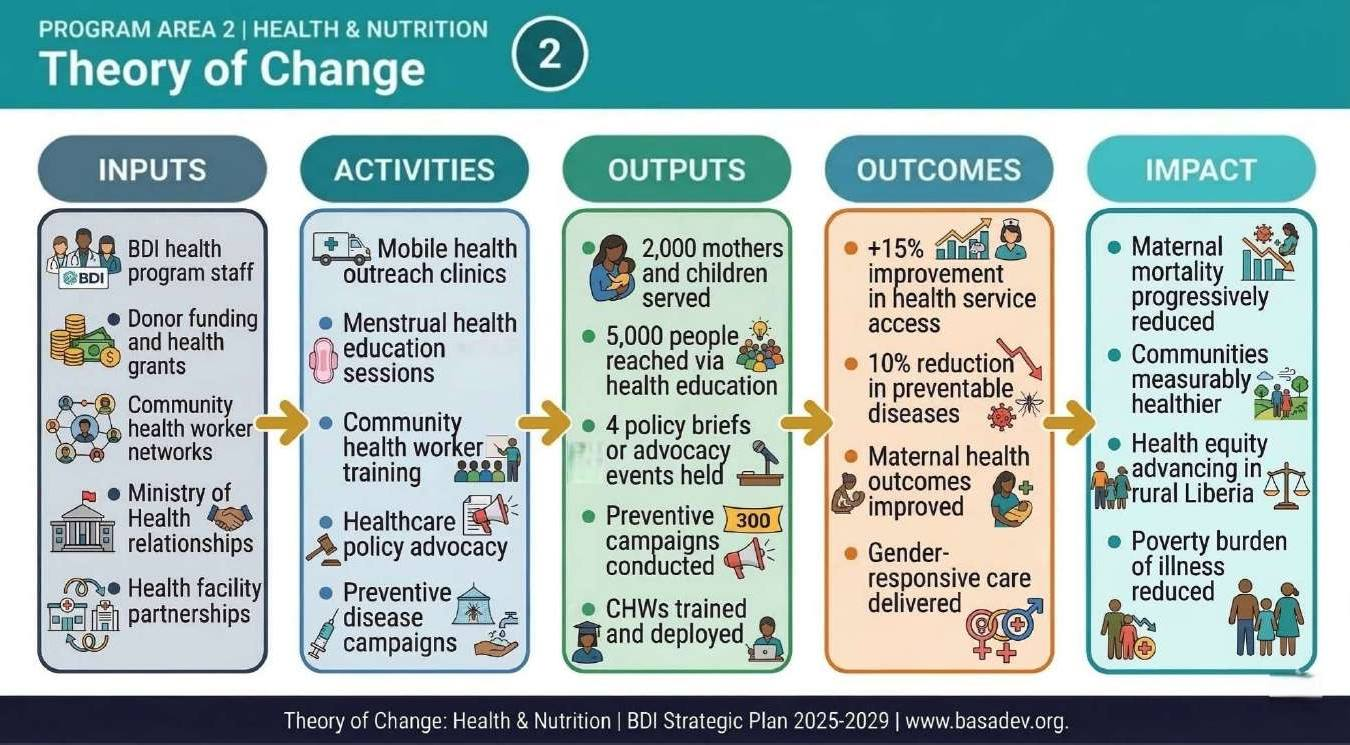 PROGRAM AREA 2 | HEALTH & NUTRITION
Theory of Change
2
INPUTS
BDI health
program staff
BDI
Donor funding
and health
grants
Community
health worker
networks
Ministry of
Health
relationships
Health facility
partnerships
ACTIVITIES
Mobile health
outreach clinics
Menstrual health
education
sessions
Community
health worker
training
Healthcare
policy advocacy
Preventive
disease
campaigns
OUTPUTS
2,000 mothers
and children
served
5,000 people
reached via
health education
4 policy briefs
or advocacy
events held
Preventive
campaigns
conducted
300
CHWs trained
and deployed
OUTCOMES
+15%
improvement
in health service
access
10% reduction
in preventable
diseases
Maternal health
outcomes
improved
Gender-
responsive care
delivered
IMPACT
Maternal
mortality
progressively
reduced
Communities
measurably
healthier
Health equity
advancing in
rural Liberia
Poverty burden
of illness
reduced
Theory of Change: Health & Nutrition | BDI Strategic Plan 2025-2029 | www.basadev.org.